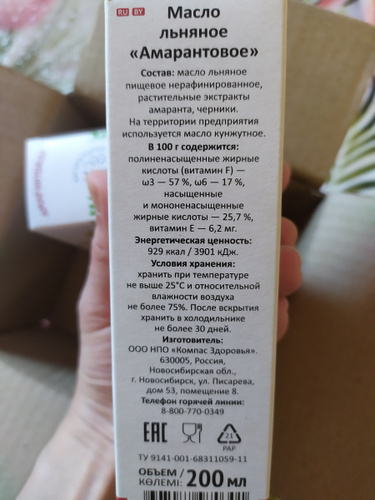 RU BY
Масло
льняное
«Амарантовое»
Состав: масло льняное
пищевое нерафинированное,
растительные экстракты
амаранта, черники.
На территории предприятия
используется масло кунжутное.
В 100 г содержится:
полиненасыщенные жирные
кислоты (витамин F) —
ω3 — 57 %, ω6 — 17 %,
насыщенные
и мононенасыщенные
жирные кислоты — 25,7 %,
витамин Е — 6,2 мг.
Энергетическая ценность:
929 ккал / 3901 кДж.
Условия хранения:
хранить при температуре
не выше 25°С и относительной
влажности воздуха
не более 75%. После вскрытия
хранить в холодильнике
не более 30 дней.
Изготовитель:
ООО НПО «Компас Здоровья».
630005, Россия,
Новосибирская обл.,
г. Новосибирск, ул. Писарева,
дом 53, помещение 8.
Телефон горячей линии:
8-800-770-0349
EAC
21
PAP
ТУ 9141-001-68311059-11
ОБЪЕМ /
КӨЛЕМІ: 200 мл